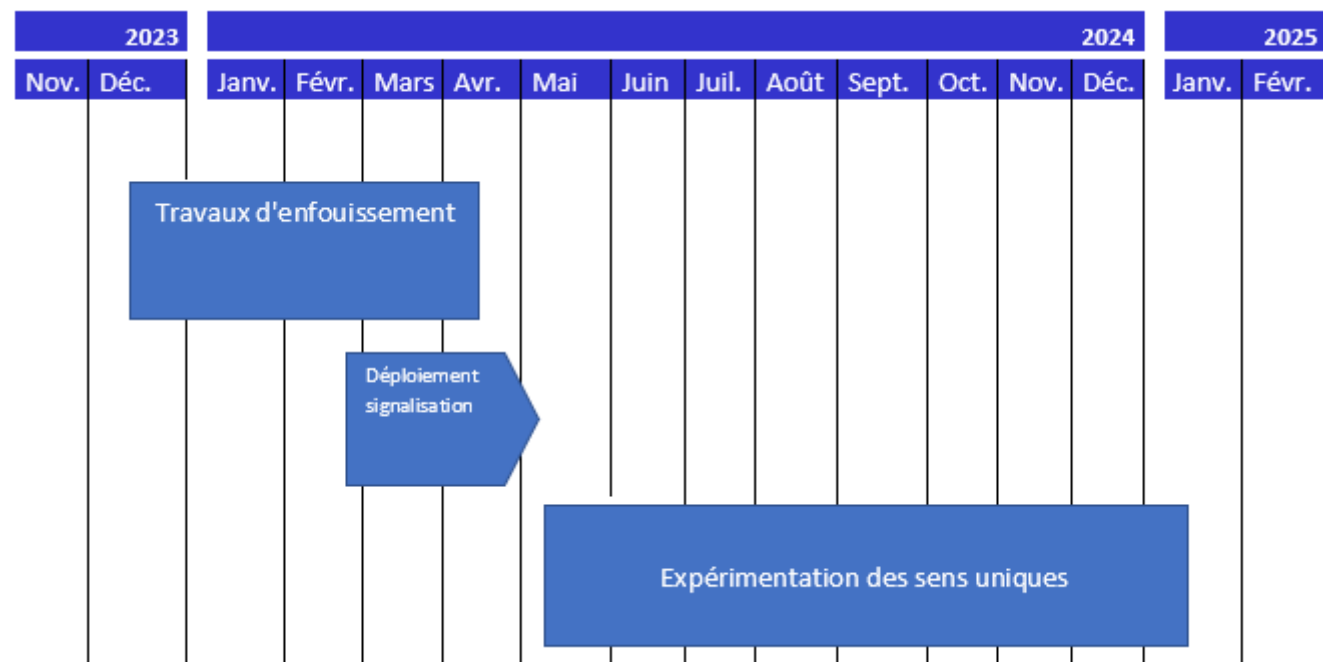 2023 2024 2025
Nov. Déc. Janv. Févr. Mars Avr. Mai Juin Juil. Août Sept. Oct. Nov. Déc. Janv. Févr.
Travaux d'enfouissement
Déploiement
signalisation
Expérimentation des sens uniques